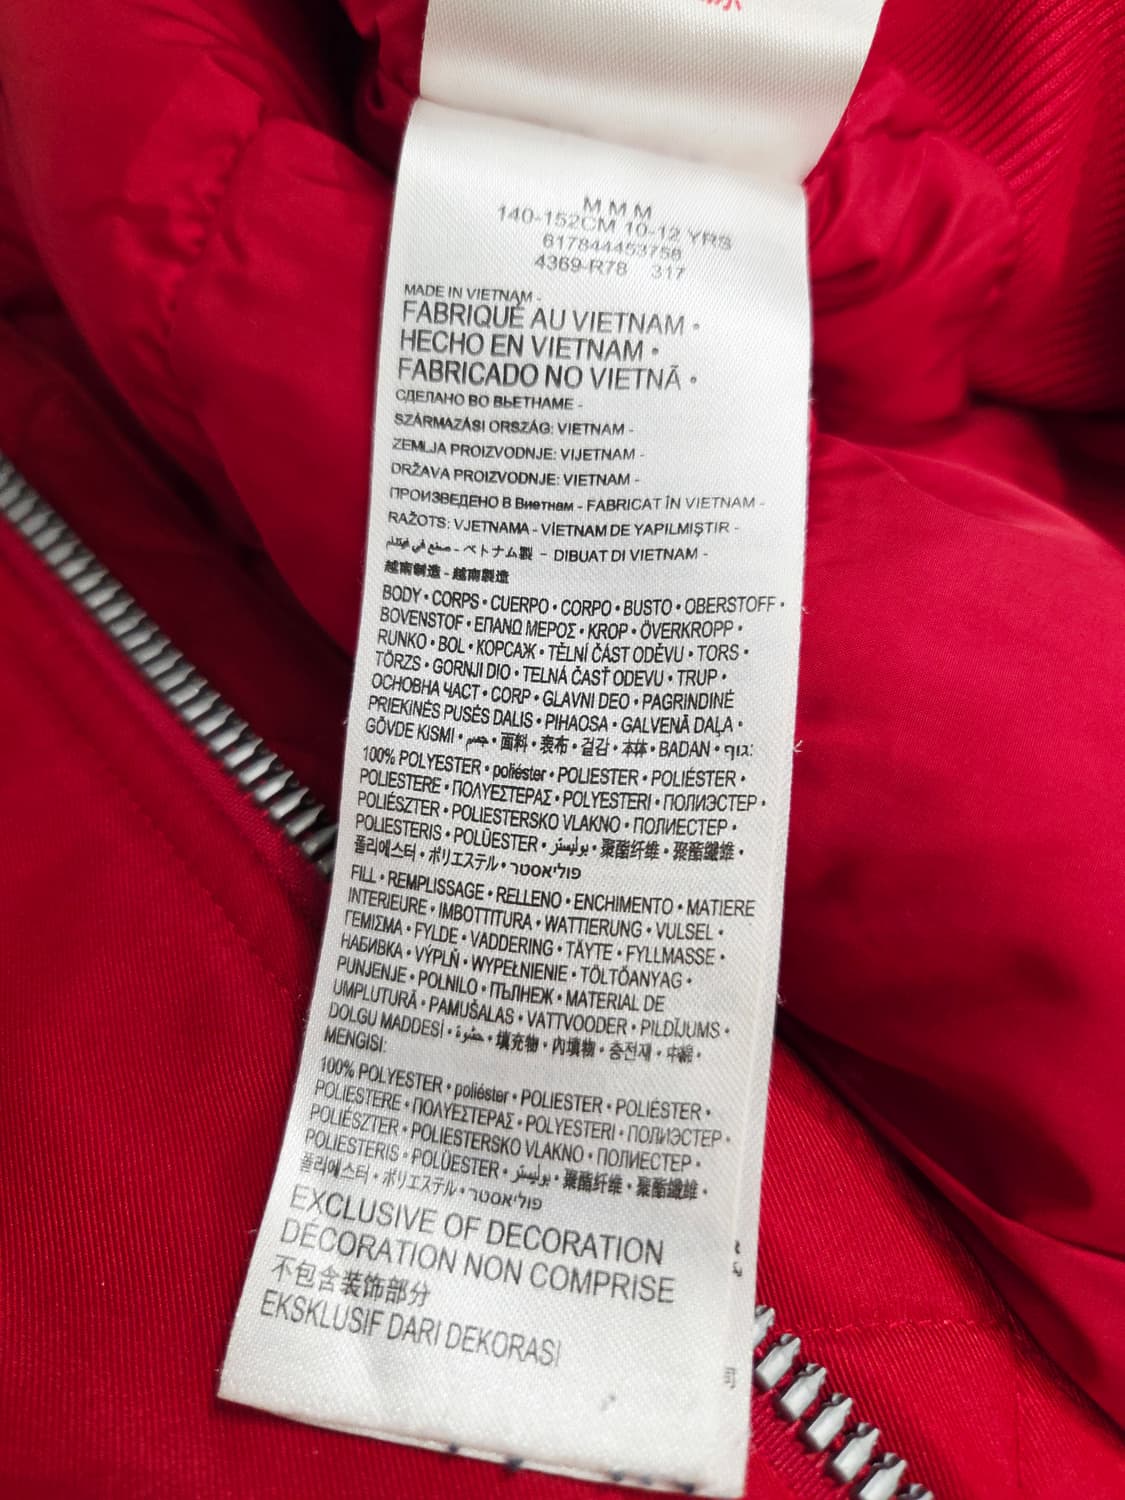 M M M
140-152CM 10-12 YRS
617844453758
4369-R78 317
MADE IN VIETNAM -
FABRIQUÉ AU VIETNAM •
HECHO EN VIETNAM •
FABRICADO NO VIETNÃ •
СДЕЛАНО ВО ВЬЕТНАМЕ -
SZÁRMAZÁSI ORSZÁG: VIETNAM -
ZEMLJA PROIZVODNJE: VIJETNAM -
DRŽAVA PROIZVODNJE: VIETNAM -
ПРОИЗВЕДЕНО В Виетнам - FABRICAT ÎN VIETNAM -
RAŽOTS: VJETNAMA - VİETNAM DE YAPILMIŞTIR -
صنع في فيتنام - ベトナム製 - DIBUAT DI VIETNAM -
越南制造 - 越南製造
BODY • CORPS • CUERPO • CORPO • BUSTO • OBERSTOFF •
BOVENSTOF • ΕΠΑΝΩ ΜΕΡΟΣ • KROP • ÖVERKROPP •
RUNKO • BOL • КОРСАЖ • TĚLNÍ ČÁST ODĚVU • TORS •
TÖRZS • GORNJI DIO • TELNÁ ČASŤ ODEVU • TRUP •
ОСНОВНА ЧАСТ • CORP • GLAVNI DEO • PAGRINDINĖ
PRIEKINĖS PUSĖS DALIS • PIHAOSA • GALVENĀ DAĻA •
GÖVDE KISMI • جسم • 面料 • 表布 • 겉감 • 本体 • BADAN • גוף:
100% POLYESTER • poliéster • POLIESTER • POLIÉSTER •
POLIESTERE • ΠΟΛΥΕΣΤΕΡΑΣ • POLYESTERI • ПОЛИЭСТЕР •
POLIÉSZTER • POLIESTERSKO VLAKNO • ПОЛИЕСТЕР •
POLIESTERIS • POLÜESTER • بوليستر • 聚酯纤维 • 聚酯纖維 •
폴리에스터 • ポリエステル • פוליאסטר
FILL • REMPLISSAGE • RELLENO • ENCHIMENTO • MATIERE
INTERIEURE • IMBOTTITURA • WATTIERUNG • VULSEL •
ΓΕΜΙΣΜΑ • FYLDE • VADDERING • TÄYTE • FYLLMASSE •
НАБИВКА • VÝPLŇ • WYPEŁNIENIE • TÖLTŐANYAG •
PUNJENJE • POLNILO • ПЪЛНЕЖ • MATERIAL DE
UMPLUTURĂ • PAMUŠALAS • VATTVOODER • PILDĪJUMS •
DOLGU MADDESİ • حشوة • 填充物 • 內填物 • 충전재 • 中綿 •
MENGISI:
100% POLYESTER • poliéster • POLIESTER • POLIÉSTER •
POLIESTERE • ΠΟΛΥΕΣΤΕΡΑΣ • POLYESTERI • ПОЛИЭСТЕР •
POLIÉSZTER • POLIESTERSKO VLAKNO • ПОЛИЕСТЕР •
POLIESTERIS • POLÜESTER • بوليستر • 聚酯纤维 • 聚酯纖維 •
폴리에스터 • ポリエステル • פוליאסטר
EXCLUSIVE OF DECORATION
DÉCORATION NON COMPRISE
不包含装饰部分
EKSKLUSIF DARI DEKORASI